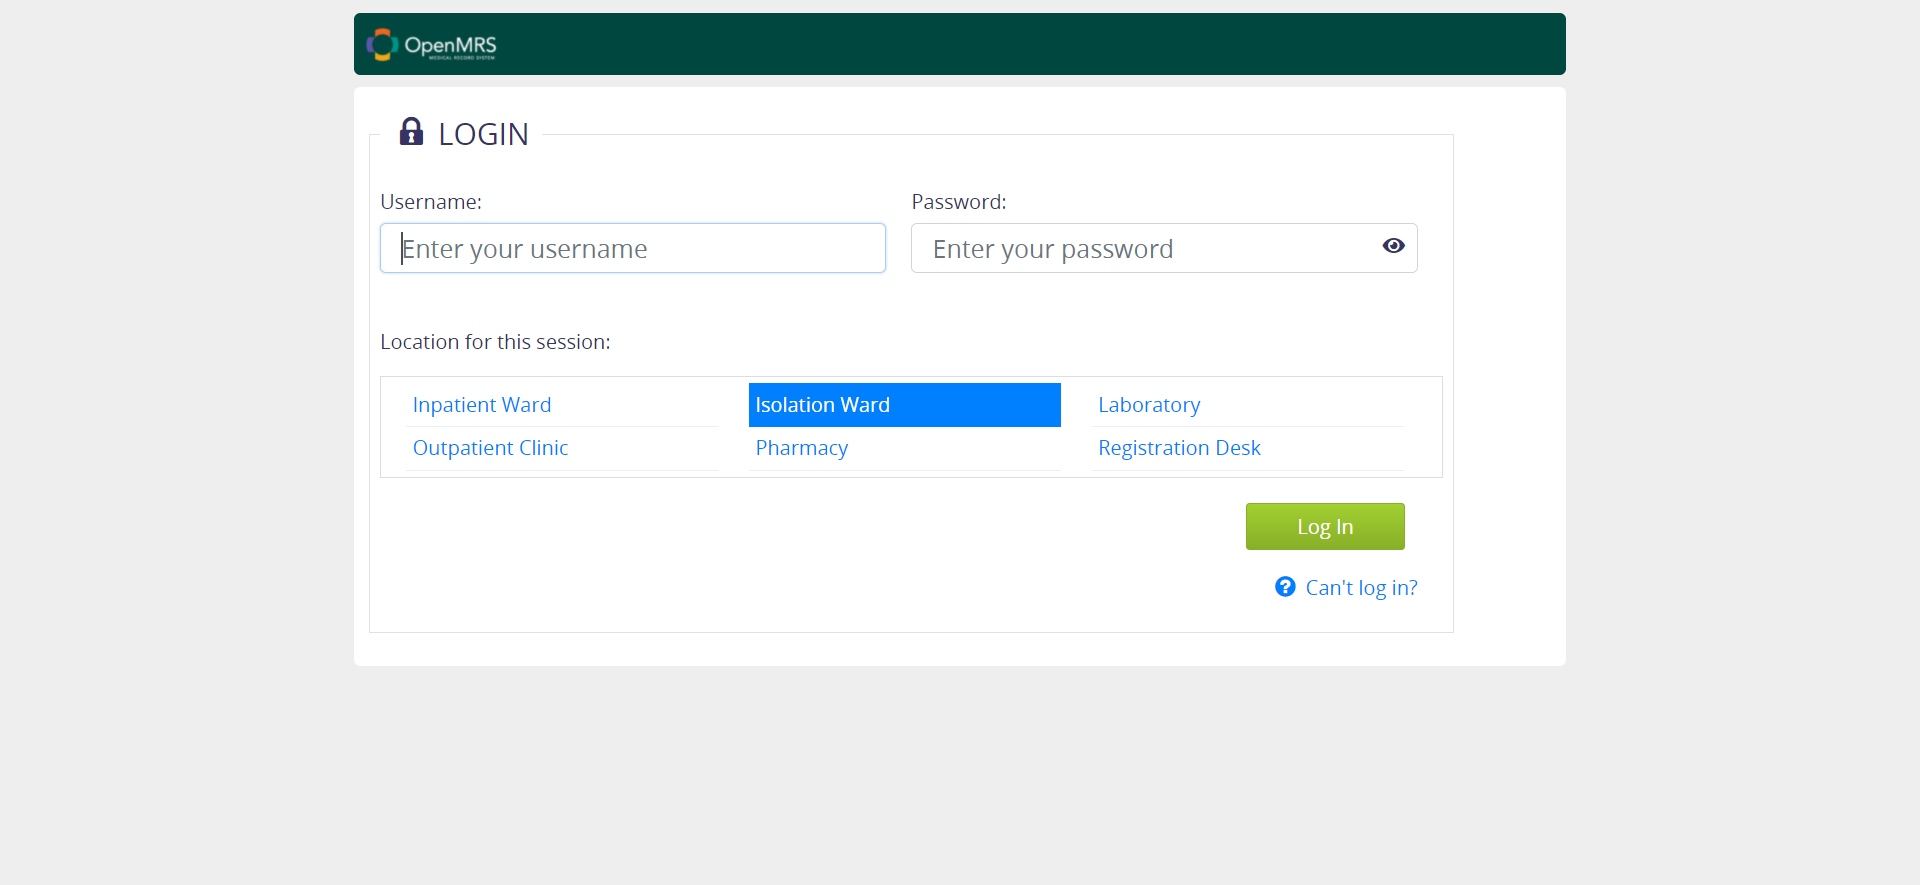 OpenMRS
MEDICAL RECORD SYSTEM
LOGIN
Username:
Password:
Enter your username
Enter your password
Location for this session:
Inpatient Ward
Isolation Ward
Laboratory
Outpatient Clinic
Pharmacy
Registration Desk
Log In
Can't log in?